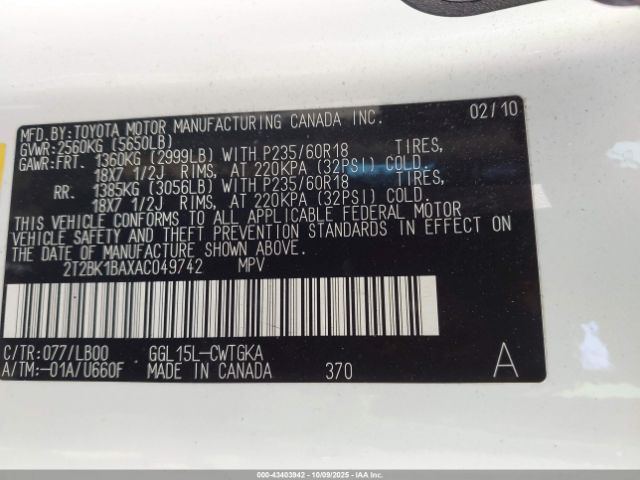 MFD.BY:TOYOTA MOTOR MANUFACTURING CANADA INC. 02/10
GVWR:2560KG (5650LB)
GAWR:FRT. 1360KG (2999LB) WITH P235/60R18 TIRES,
18X7 1/2J RIMS, AT 220KPA (32PSI) COLD.
RR. 1385KG (3056LB) WITH P235/60R18 TIRES,
18X7 1/2J RIMS, AT 220KPA (32PSI) COLD.
THIS VEHICLE CONFORMS TO ALL APPLICABLE FEDERAL MOTOR
VEHICLE SAFETY AND THEFT PREVENTION STANDARDS IN EFFECT ON
THE DATE OF MANUFACTURE SHOWN ABOVE.
2T2BK1BAXAC049742 MPV
C/TR:077/LB00 GGL15L-CWTGKA
A/TM:-01A/U660F MADE IN CANADA 370 A
000-43403942 | 10/09/2025 - Copyright IAA, LLC